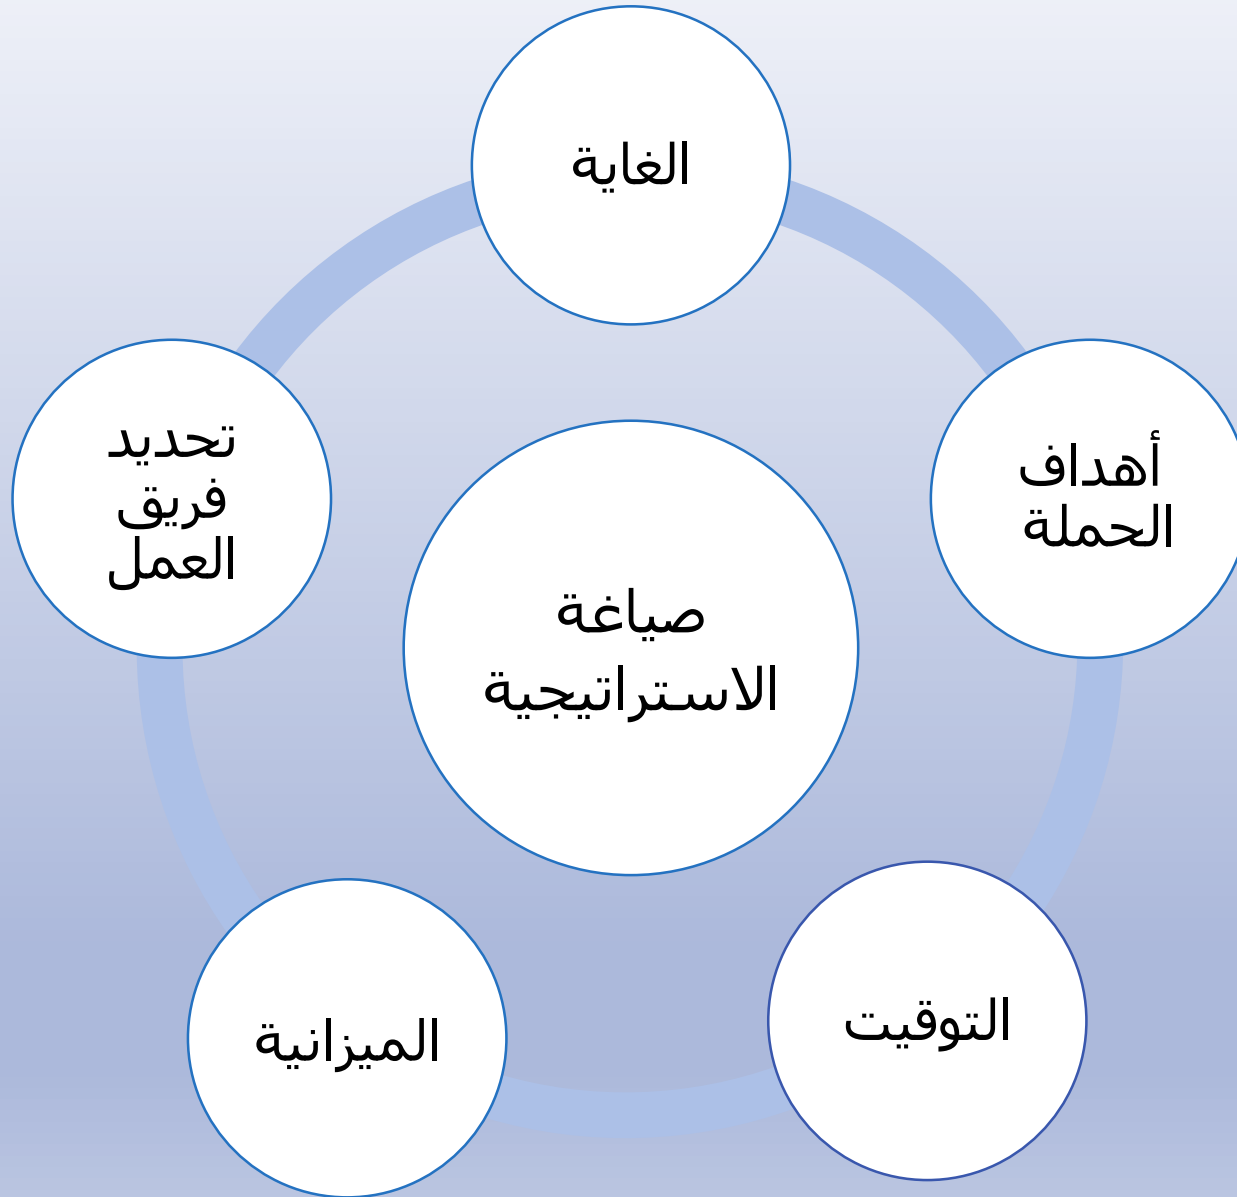 الغاية
أهداف
الحملة
تحديد
فريق
العمل
صياغة
الاستراتيجية
التوقيت
الميزانية